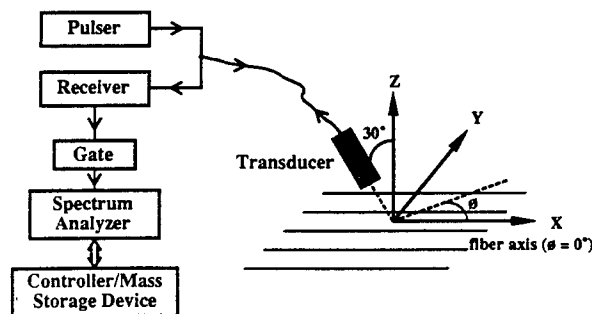 Pulser
Receiver
Gate
Spectrum
Analyzer
Controller/Mass
Storage Device
Transducer
30°
Z
Y
ø
X
fiber axis (ø = 0°)